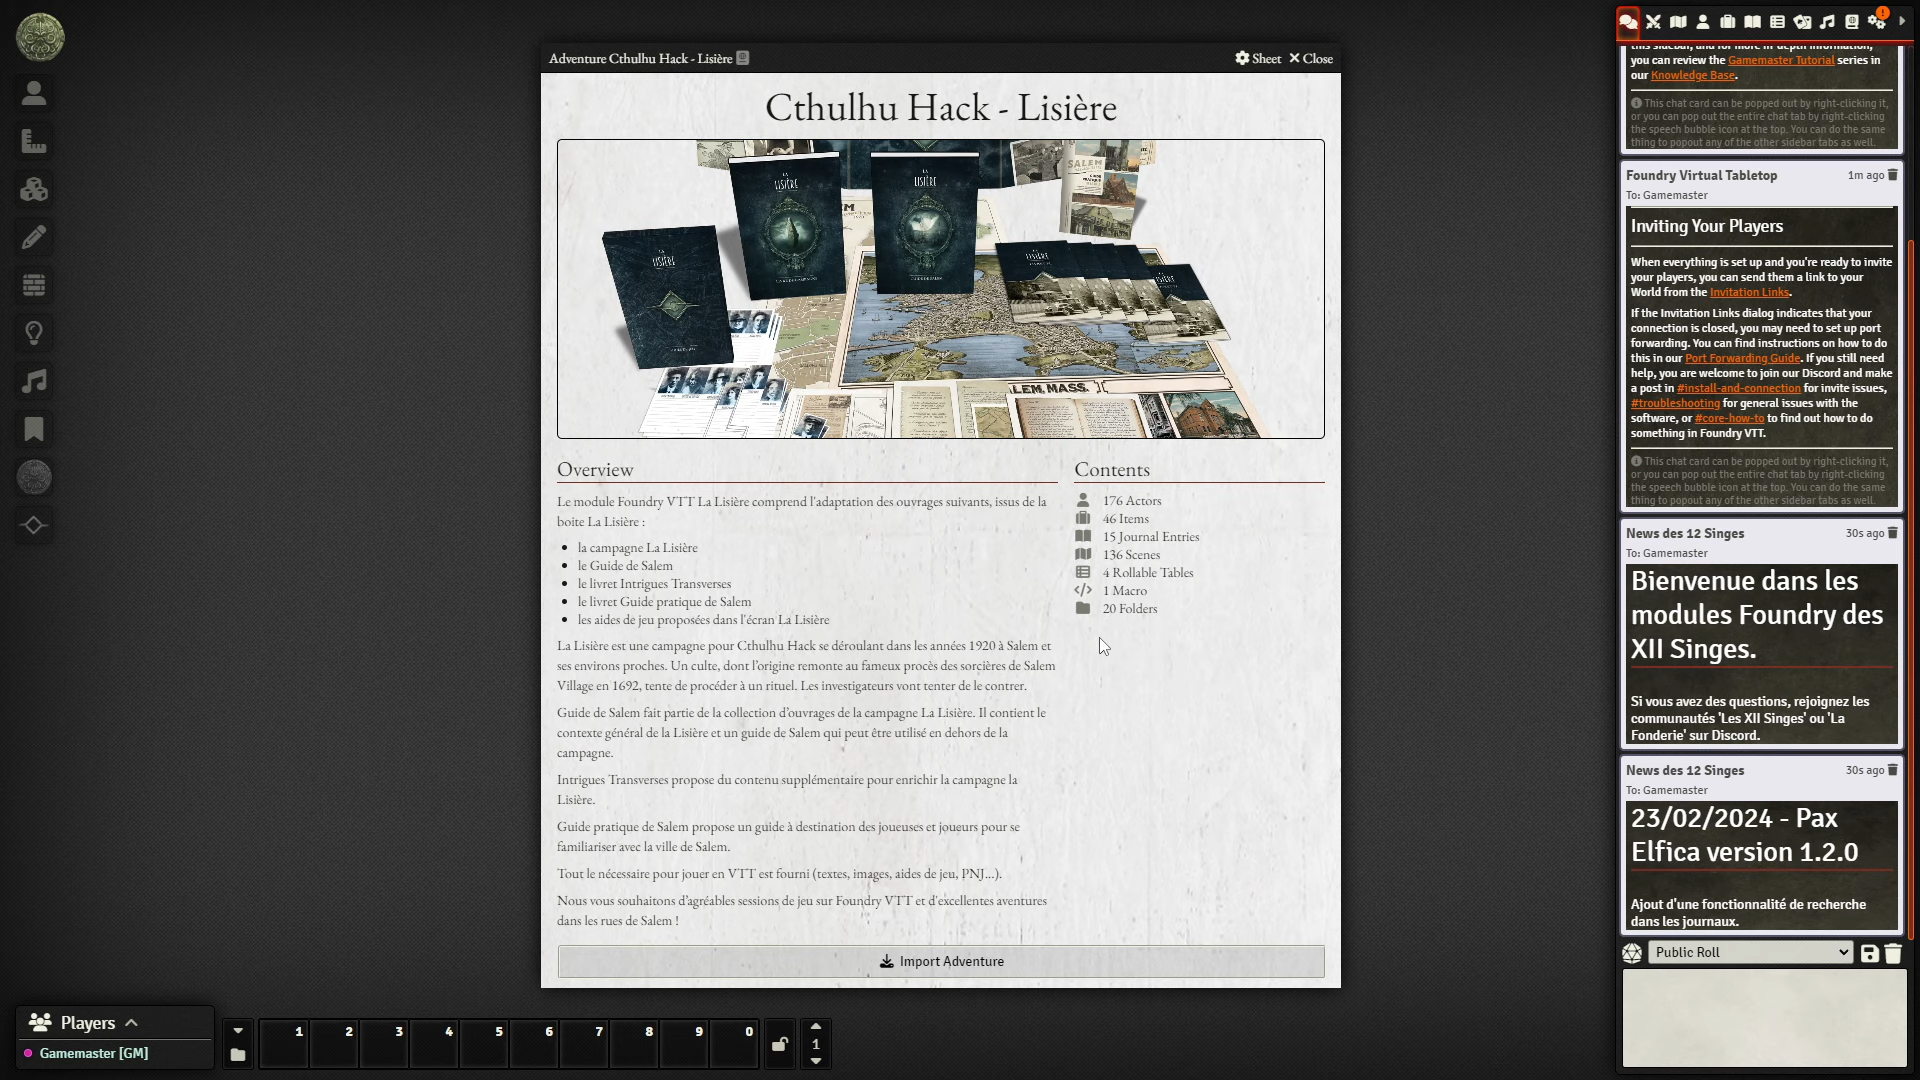 Adventure Cthulhu Hack - Lisière
Sheet
Close
Cthulhu Hack - Lisière
LA
LISIÈRE
LA
LISIÈRE
LA
LISIÈRE
SALEM
LISIÈRE
LISIÈRE
LEM, MASS.
Overview
Le module Foundry VTT La Lisière comprend l'adaptation des ouvrages suivants, issus de la
boite La Lisière :
la campagne La Lisière
le Guide de Salem
le livret Intrigues Transverses
le livret Guide pratique de Salem
les aides de jeu proposées dans l'écran La Lisière
La Lisière est une campagne pour Cthulhu Hack se déroulant dans les années 1920 à Salem et
ses environs proches. Un culte, dont l’origine remonte au fameux procès des sorcières de Salem
Village en 1692, tente de procéder à un rituel. Les investigateurs vont tenter de le contrer.
Guide de Salem fait partie de la collection d’ouvrages de la campagne La Lisière. Il contient le
contexte général de la Lisière et un guide de Salem qui peut être utilisé en dehors de la
campagne.
Intrigues Transverses propose du contenu supplémentaire pour enrichir la campagne la
Lisière.
Guide pratique de Salem propose un guide à destination des joueuses et joueurs pour se
familiariser avec la ville de Salem.
Tout le nécessaire pour jouer en VTT est fourni (textes, images, aides de jeu, PNJ...).
Nous vous souhaitons d’agréables sessions de jeu sur Foundry VTT et d'excellentes aventures
dans les rues de Salem !
Contents
176 Actors
46 Items
15 Journal Entries
136 Scenes
4 Rollable Tables
1 Macro
20 Folders
Import Adventure
this sidebar, and for more in-depth information,
you can review the Gamemaster Tutorial series in
our Knowledge Base.
This chat card can be popped out by right-clicking it,
or you can pop out the entire chat tab by right-clicking
the speech bubble icon at the top. You can do the same
thing to popout any of the other sidebar tabs as well.
Foundry Virtual Tabletop
1m ago
To: Gamemaster
Inviting Your Players
When everything is set up and you're ready to invite
your players, you can send them a link to your
World from the Invitation Links.
If the Invitation Links dialog indicates that your
connection is closed, you may need to set up port
forwarding. You can find instructions on how to do
this in our Port Forwarding Guide. If you still need
help, you are welcome to join our Discord and make
a post in #install-and-connection for invite issues,
#troubleshooting for general issues with the
software, or #core-how-to to find out how to do
something in Foundry VTT.
This chat card can be popped out by right-clicking it,
or you can pop out the entire chat tab by right-clicking
the speech bubble icon at the top. You can do the same
thing to popout any of the other sidebar tabs as well.
News des 12 Singes
30s ago
To: Gamemaster
Bienvenue dans les
modules Foundry des
XII Singes.
Si vous avez des questions, rejoignez les
communautés 'Les XII Singes' ou 'La
Fonderie' sur Discord.
News des 12 Singes
30s ago
To: Gamemaster
23/02/2024 - Pax
Elfica version 1.2.0
Ajout d'une fonctionnalité de recherche
dans les journaux.
Public Roll
Players
Gamemaster [GM]
1 2 3 4 5 6 7 8 9 0
1